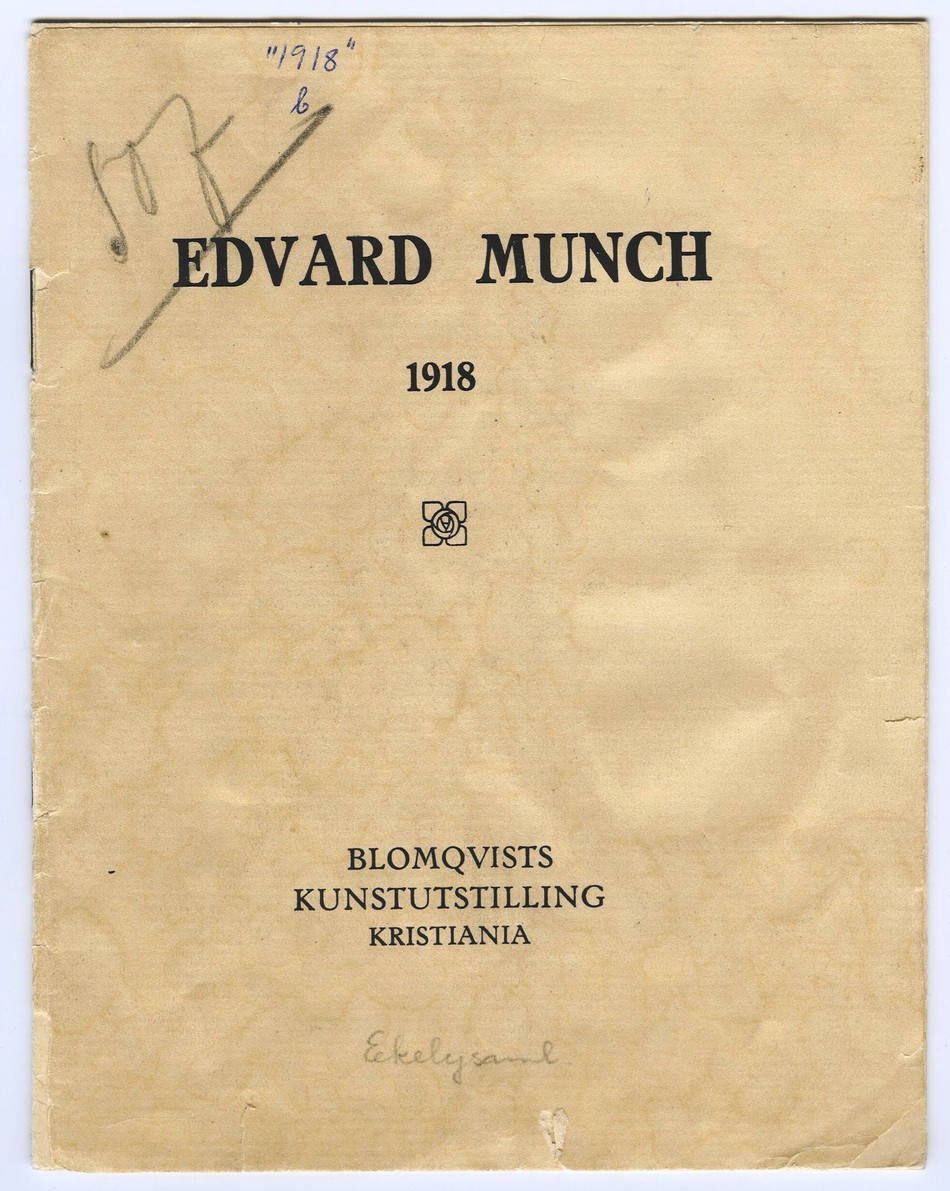 "1918"
b
EDVARD MUNCH
1918
BLOMQVISTS
KUNSTUTSTILLING
KRISTIANIA
Ekelysaml